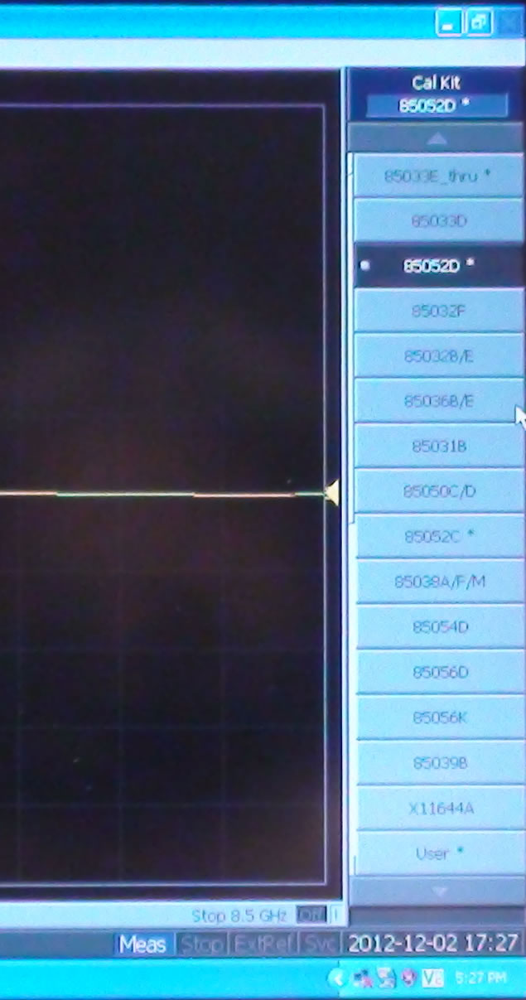 Cal Kit
85052D *
85033E_thru *
85033D
85052D *
85032F
85032B/E
85036B/E
85031B
85050C/D
85052C *
85038A/F/M
85054D
85056D
85056K
85039B
X11644A
User *
Stop 8.5 GHz Off
Meas Stop ExtRef Svc 2012-12-02 17:27
5:27 PM